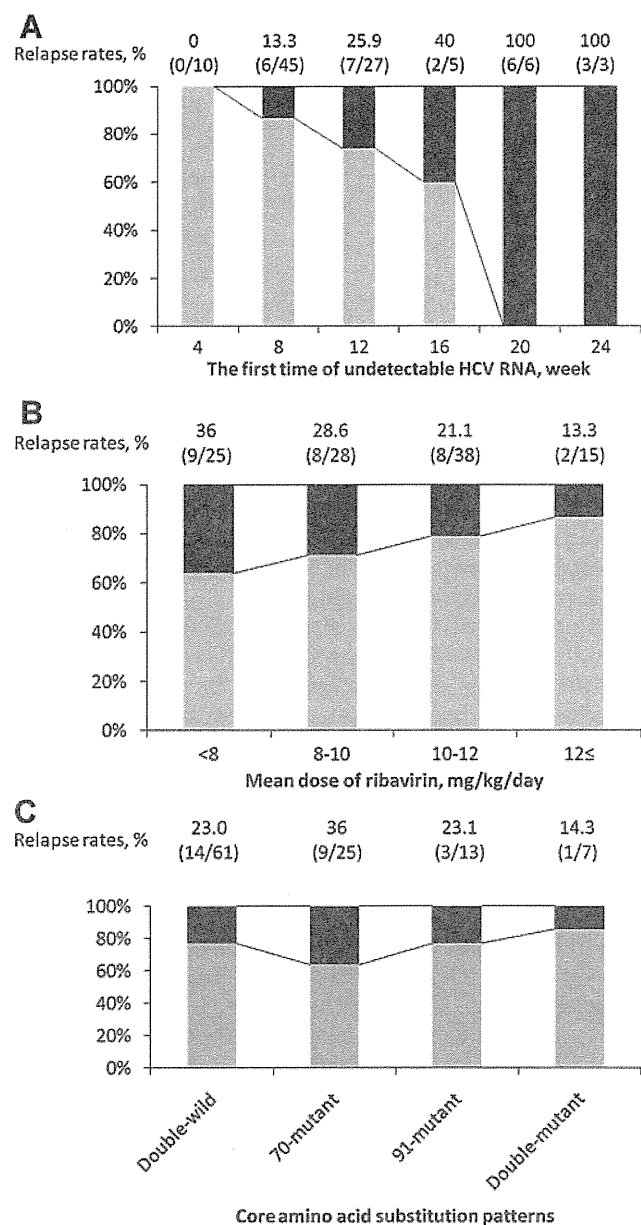 A
Relapse rates, %
0 13.3 25.9 40 100 100
(0/10) (6/45) (7/27) (2/5) (6/6) (3/3)
100%
80%
60%
40%
20%
0%
4 8 12 16 20 24
The first time of undetectable HCV RNA, week
B
Relapse rates, %
36 28.6 21.1 13.3
(9/25) (8/28) (8/38) (2/15)
100%
80%
60%
40%
20%
0%
<8 8-10 10-12 12≤
Mean dose of ribavirin, mg/kg/day
C
Relapse rates, %
23.0 36 23.1 14.3
(14/61) (9/25) (3/13) (1/7)
100%
80%
60%
40%
20%
0%
Double-wild 70-mutant 91-mutant Double-mutant
Core amino acid substitution patterns